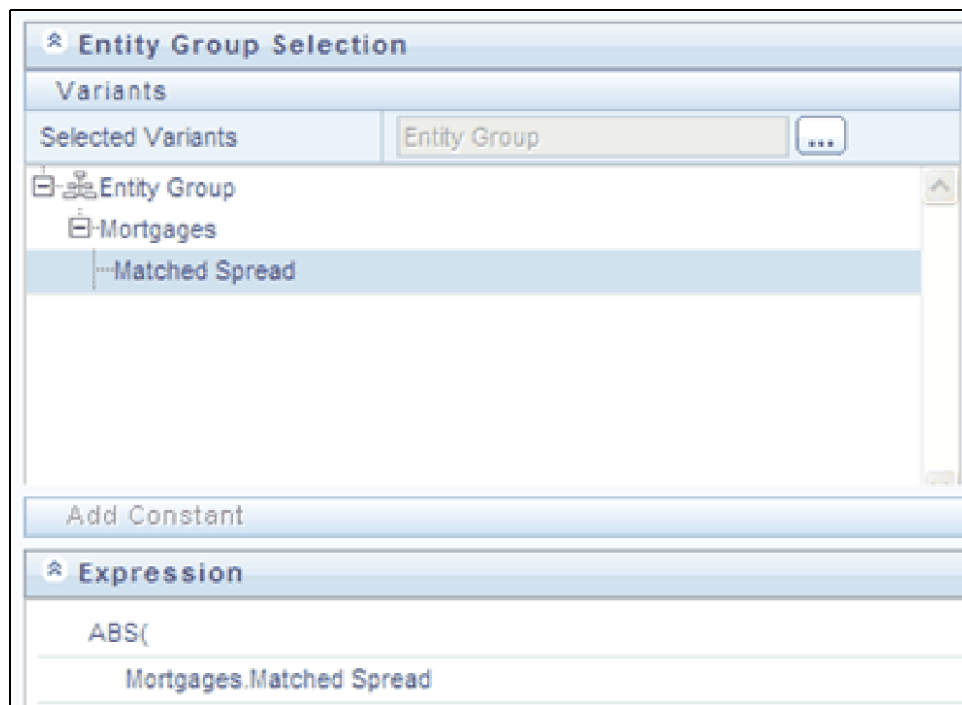 Entity Group Selection
Variants
Selected Variants Entity Group ...
Entity Group
Mortgages
Matched Spread
Add Constant
Expression
ABS(
Mortgages.Matched Spread